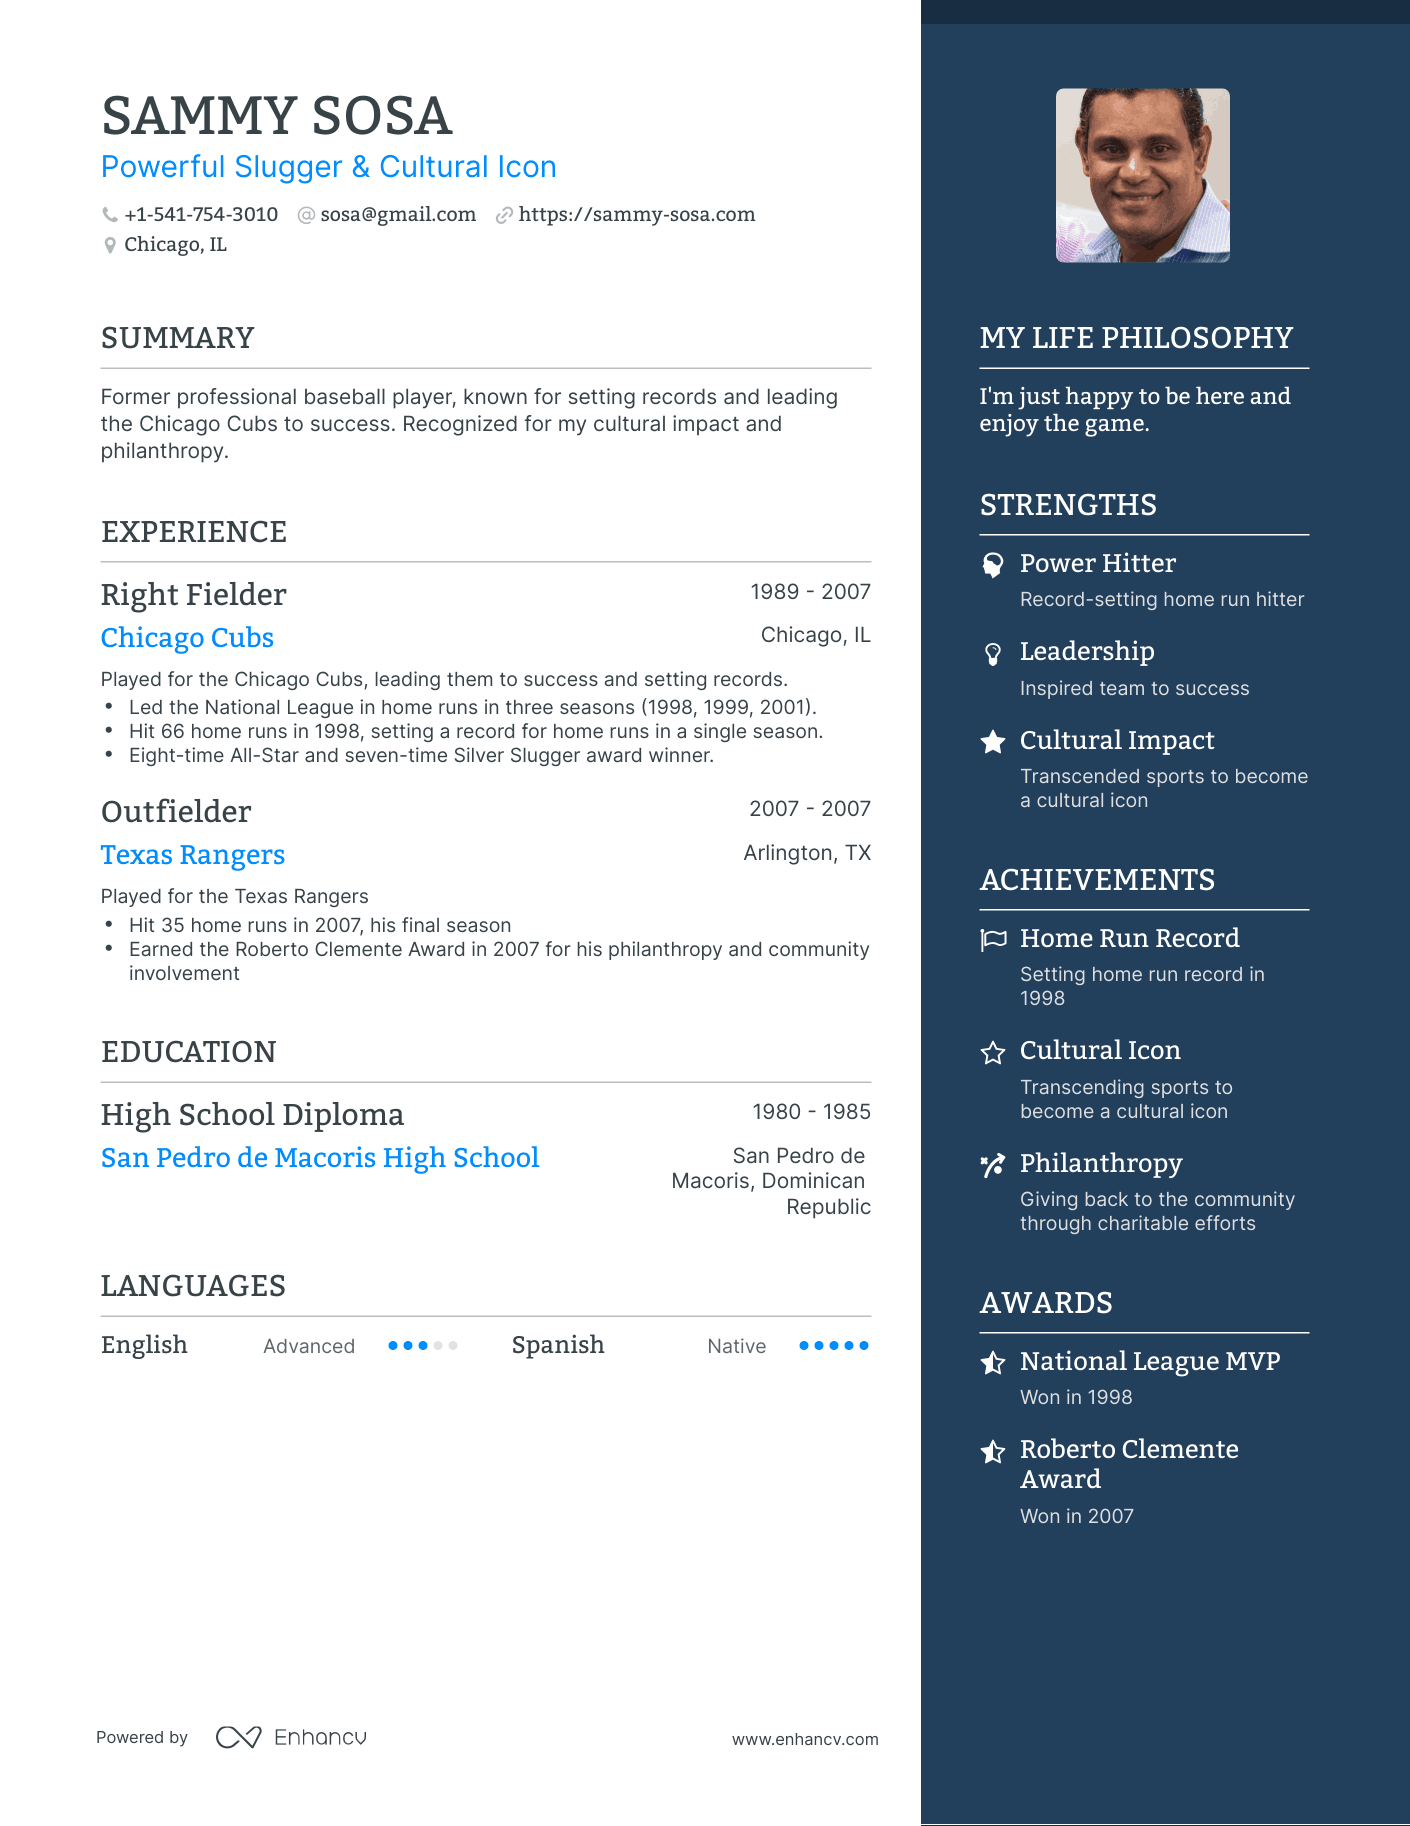 SAMMY SOSA
Powerful Slugger & Cultural Icon
+1-541-754-3010 sosa@gmail.com https://sammy-sosa.com
Chicago, IL
SUMMARY
Former professional baseball player, known for setting records and leading
the Chicago Cubs to success. Recognized for my cultural impact and
philanthropy.
EXPERIENCE
Right Fielder 1989 - 2007
Chicago Cubs Chicago, IL
Played for the Chicago Cubs, leading them to success and setting records.
• Led the National League in home runs in three seasons (1998, 1999, 2001).
• Hit 66 home runs in 1998, setting a record for home runs in a single season.
• Eight-time All-Star and seven-time Silver Slugger award winner.
Outfielder 2007 - 2007
Texas Rangers Arlington, TX
Played for the Texas Rangers
• Hit 35 home runs in 2007, his final season
• Earned the Roberto Clemente Award in 2007 for his philanthropy and community
involvement
EDUCATION
High School Diploma 1980 - 1985
San Pedro de Macoris High School San Pedro de
Macoris, Dominican
Republic
LANGUAGES
English Advanced Spanish Native
Powered by Enhancv www.enhancv.com
MY LIFE PHILOSOPHY
I'm just happy to be here and
enjoy the game.
STRENGTHS
Power Hitter
Record-setting home run hitter
Leadership
Inspired team to success
Cultural Impact
Transcended sports to become
a cultural icon
ACHIEVEMENTS
Home Run Record
Setting home run record in
1998
Cultural Icon
Transcending sports to
become a cultural icon
Philanthropy
Giving back to the community
through charitable efforts
AWARDS
National League MVP
Won in 1998
Roberto Clemente
Award
Won in 2007